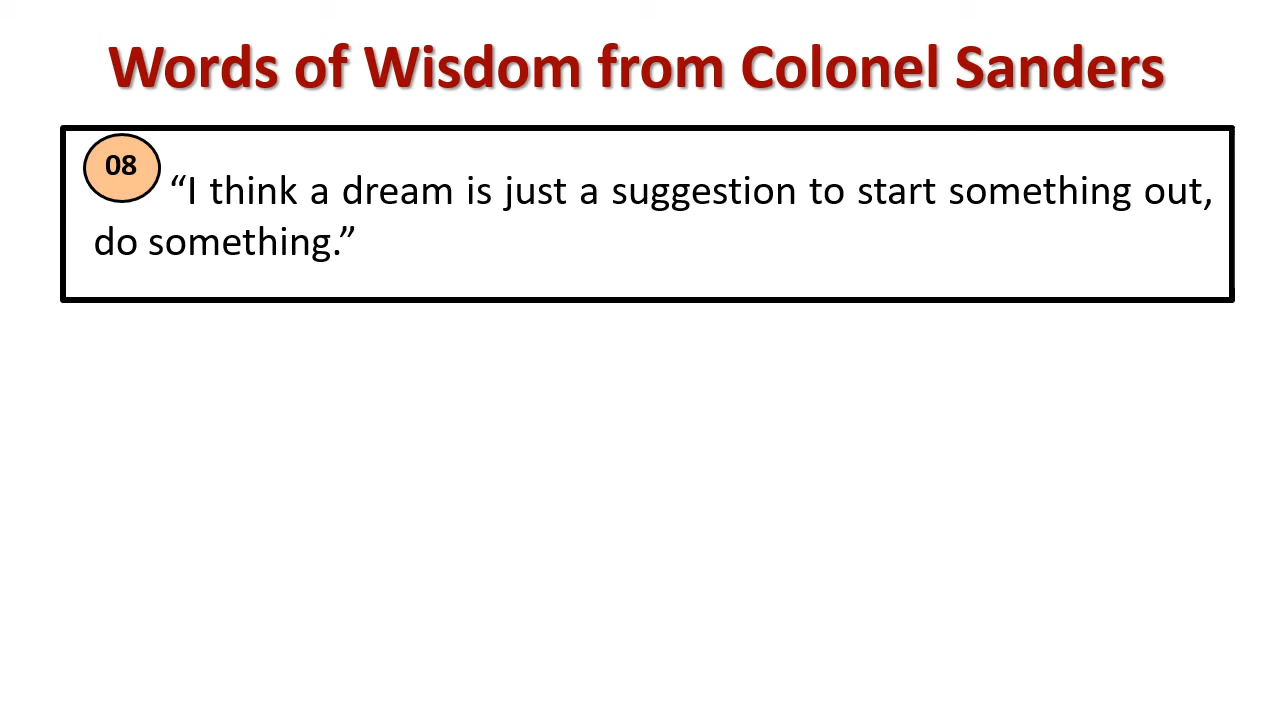 Words of Wisdom from Colonel Sanders
08
“I think a dream is just a suggestion to start something out,
do something.”